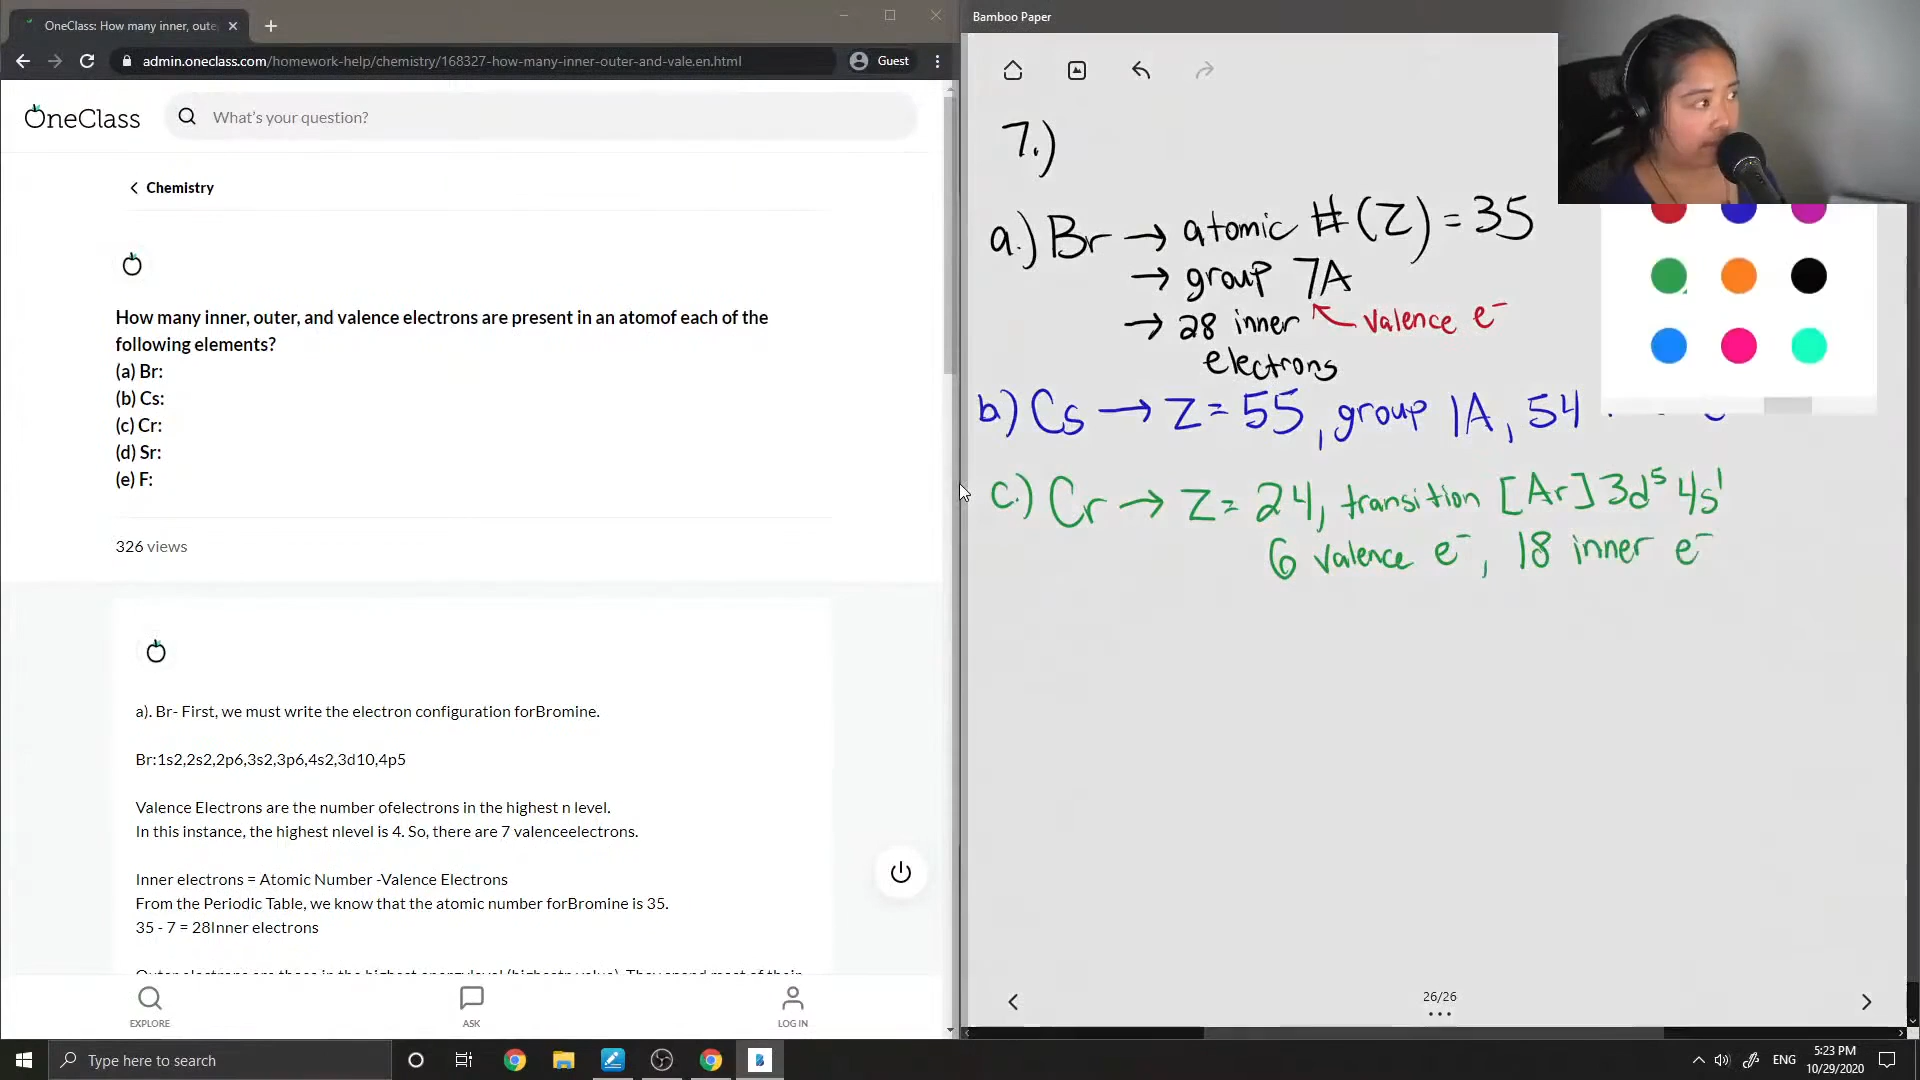 OneClass: How many inner, oute
admin.oneclass.com/homework-help/chemistry/168327-how-many-inner-outer-and-vale.en.html
Guest
OneClass
What's your question?
Chemistry
How many inner, outer, and valence electrons are present in an atomof each of the
following elements?
(a) Br:
(b) Cs:
(c) Cr:
(d) Sr:
(e) F:
326 views
a). Br- First, we must write the electron configuration forBromine.
Br:1s2,2s2,2p6,3s2,3p6,4s2,3d10,4p5
Valence Electrons are the number ofelectrons in the highest n level.
In this instance, the highest nlevel is 4. So, there are 7 valenceelectrons.
Inner electrons = Atomic Number -Valence Electrons
From the Periodic Table, we know that the atomic number forBromine is 35.
35 - 7 = 28Inner electrons
EXPLORE
ASK
LOG IN
Bamboo Paper
7.)
a.) Br → atomic #(Z) = 35
→ group 7A
→ 28 inner ← valence e⁻
electrons
b.) Cs → Z = 55, group 1A, 54
c.) Cr → Z = 24, transition [Ar] 3d⁵ 4s¹
6 valence e⁻, 18 inner e⁻
26/26
Type here to search
ENG
5:23 PM
10/29/2020